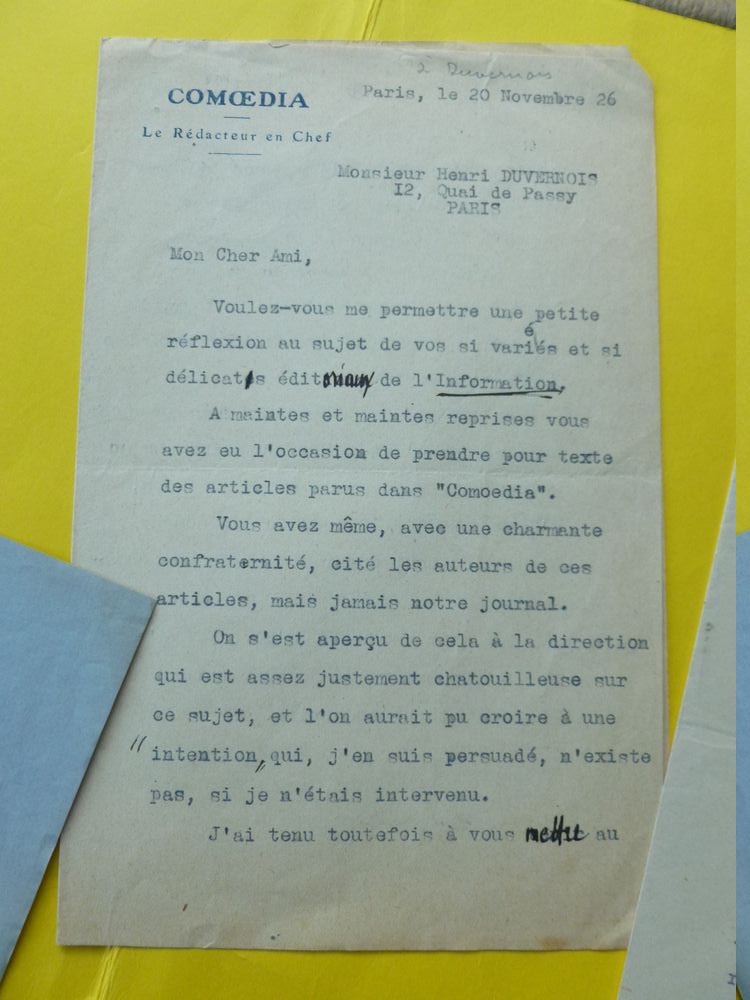 à Duvernois
COMŒDIA
Paris, le 20 Novembre 26
Le Rédacteur en Chef
Monsieur Henri DUVERNOIS
I2, Quai de Passy
PARIS
Mon Cher Ami,
Voulez-vous me permettre une petite
réflexion au sujet de vos si variés et si
délicats éditoriaux de l'Information.
A maintes et maintes reprises vous
avez eu l'occasion de prendre pour texte
des articles parus dans "Comoedia".
Vous avez même, avec une charmante
confraternité, cité les auteurs de ces
articles, mais jamais notre journal.
On s'est aperçu de cela à la direction
qui est assez justement chatouilleuse sur
ce sujet, et l'on aurait pu croire à une
"intention" qui, j'en suis persuadé, n'existe
pas, si je n'étais intervenu.
J'ai tenu toutefois à vous mettre au